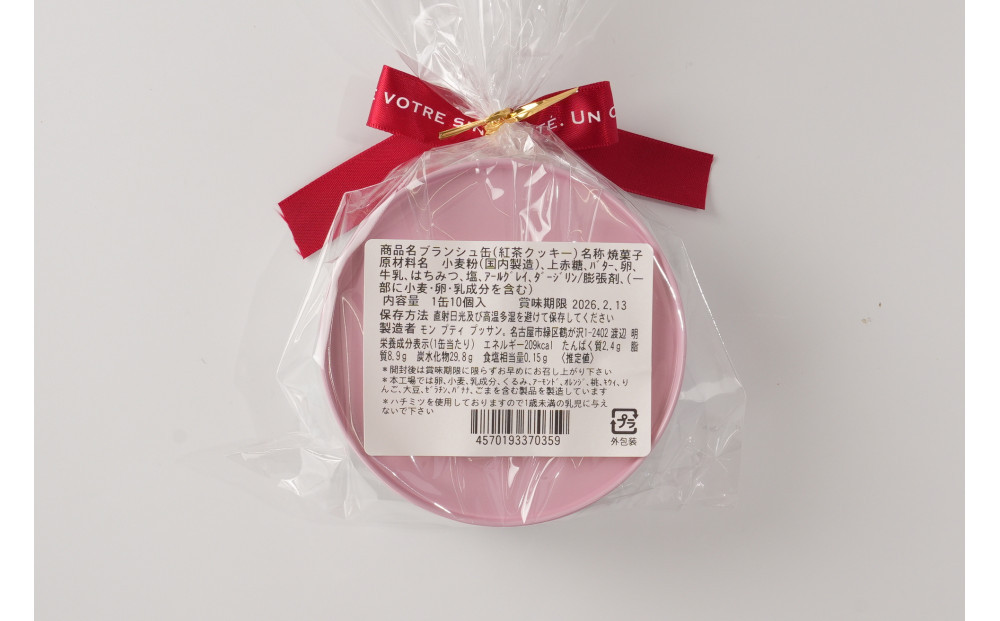 E VOTRE S
TÉ. UN
商品名ブランシュ缶(紅茶クッキー)名称 焼菓子
原材料名 小麦粉(国内製造)、上赤糖、バター、卵、
牛乳、はちみつ、塩、アールグレイ、ダージリン/膨張剤、(一
部に小麦・卵・乳成分を含む)
内容量 1缶10個入 賞味期限 2026.2.13
保存方法 直射日光及び高温多湿を避けて保存してください
製造者モン プティ ブッサン。名古屋市緑区鶴が沢1-2402 渡辺 明
栄養成分表示(1缶当たり) エネルギー209kcal たんぱく質2.4g 脂
質8.9g 炭水化物29.8g 食塩相当量0.15g 〈推定値〉
*開封後は賞味期限に限らずお早めにお召し上がり下さい
*本工場では卵、小麦、乳成分、くるみ、アーモンド、オレンジ、桃、キウイ、り
んご、大豆、ゼラチン、バナナ、ごまを含む製品を製造しています
*ハチミツを使用しておりますので1歳未満の乳児に与え
ないで下さい
4570193370359
プラ
外包装